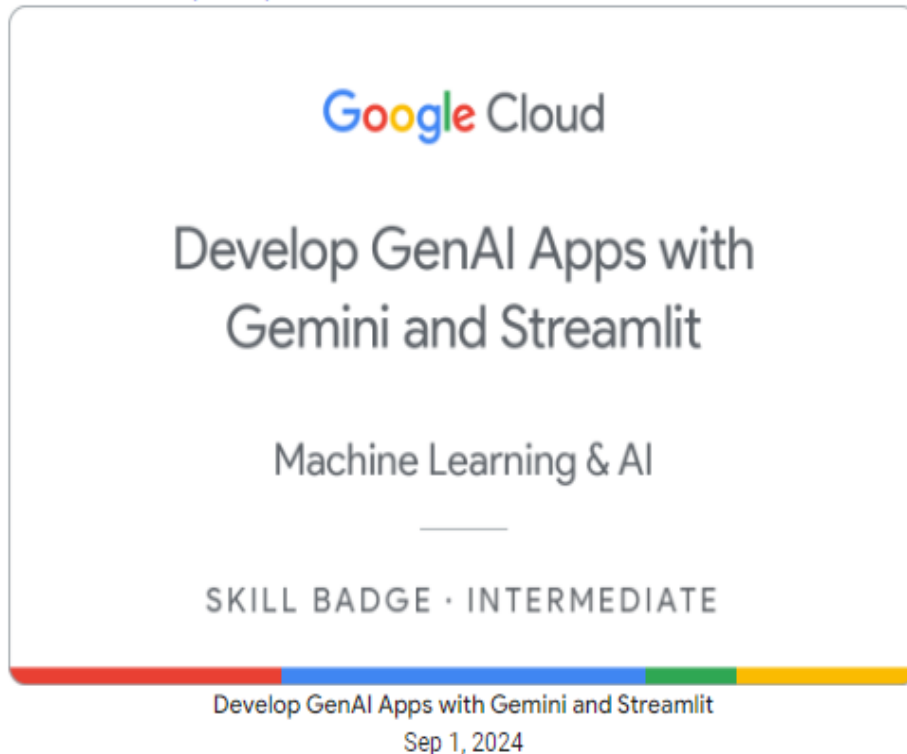 Google Cloud
Develop GenAI Apps with
Gemini and Streamlit
Machine Learning & AI
SKILL BADGE · INTERMEDIATE
Develop GenAI Apps with Gemini and Streamlit
Sep 1, 2024